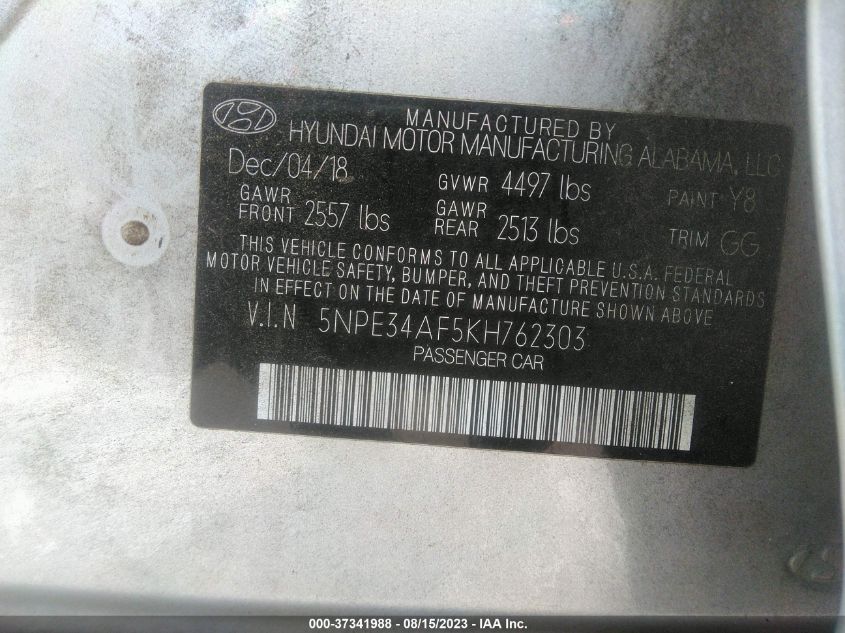 MANUFACTURED BY
HYUNDAI MOTOR MANUFACTURING ALABAMA, LLC
Dec/04/18 GVWR 4497 lbs PAINT Y8
GAWR FRONT 2557 lbs GAWR REAR 2513 lbs TRIM GG
THIS VEHICLE CONFORMS TO ALL APPLICABLE U.S.A. FEDERAL
MOTOR VEHICLE SAFETY, BUMPER, AND THEFT PREVENTION STANDARDS
IN EFFECT ON THE DATE OF MANUFACTURE SHOWN ABOVE
V.I.N 5NPE34AF5KH762303
PASSENGER CAR
000-37341988 - 08/15/2023 - IAA Inc.